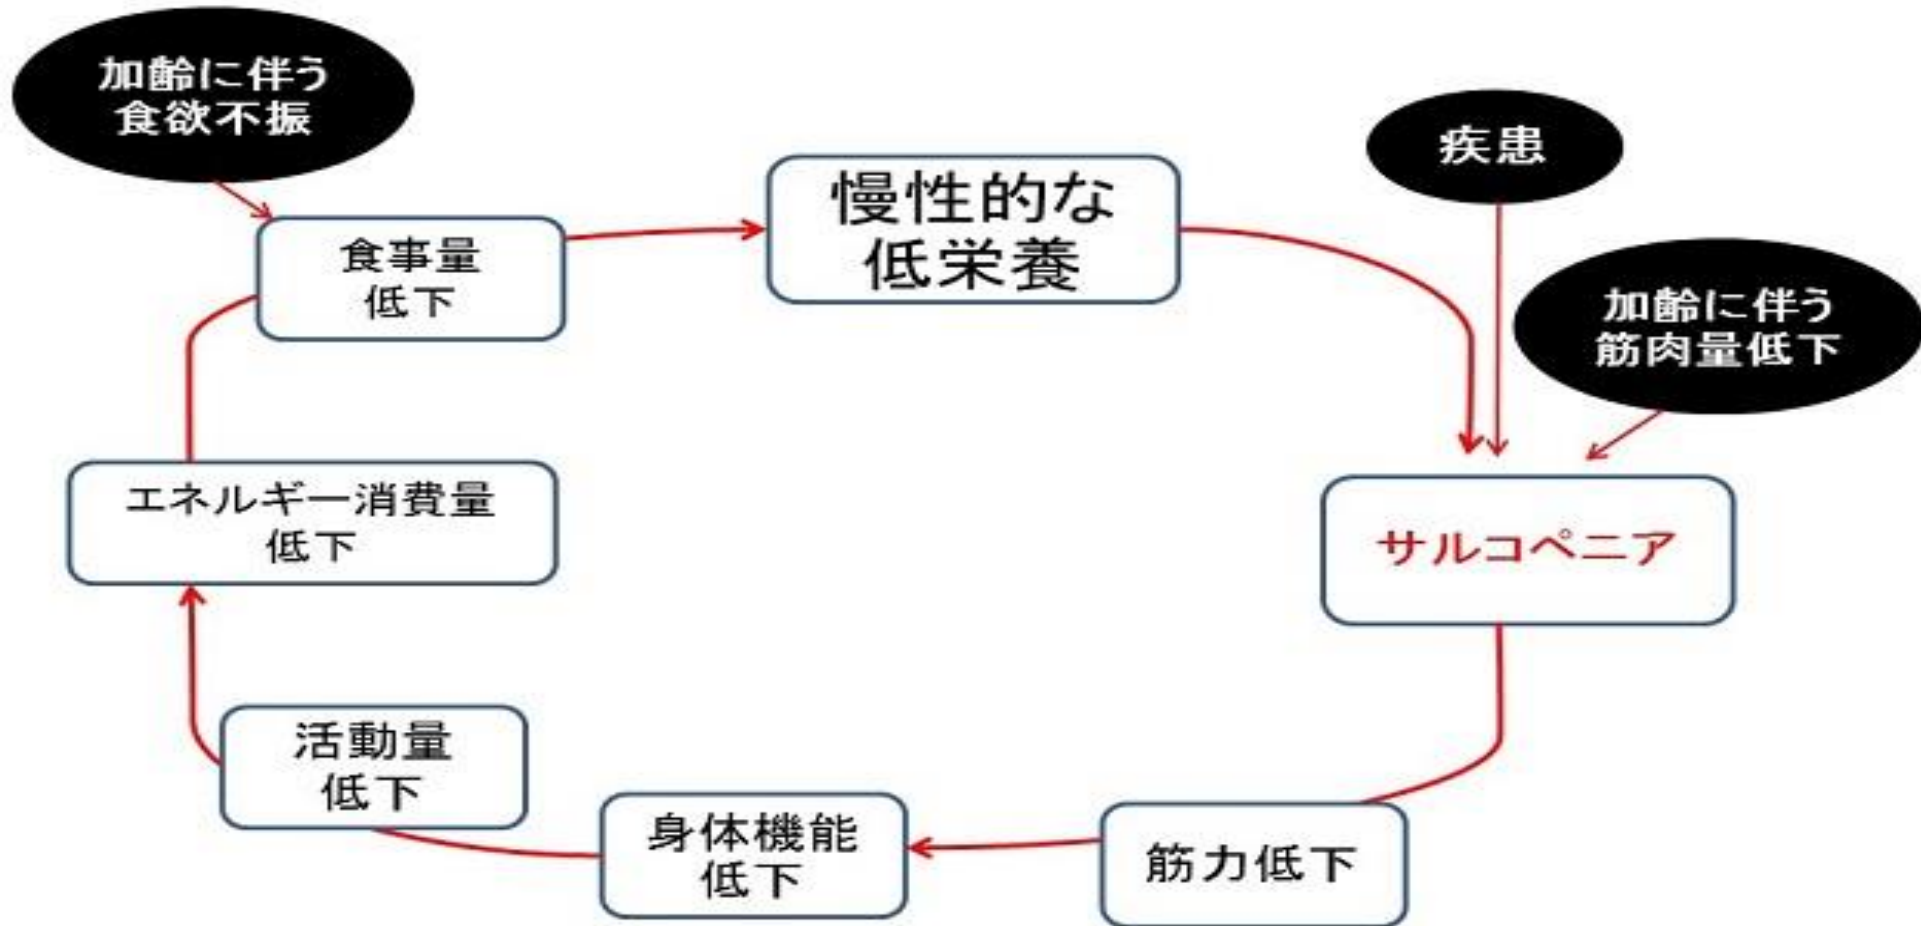 加齢に伴う
食欲不振
食事量
低下
慢性的な
低栄養
疾患
加齢に伴う
筋肉量低下
サルコペニア
筋力低下
身体機能
低下
活動量
低下
エネルギー消費量
低下